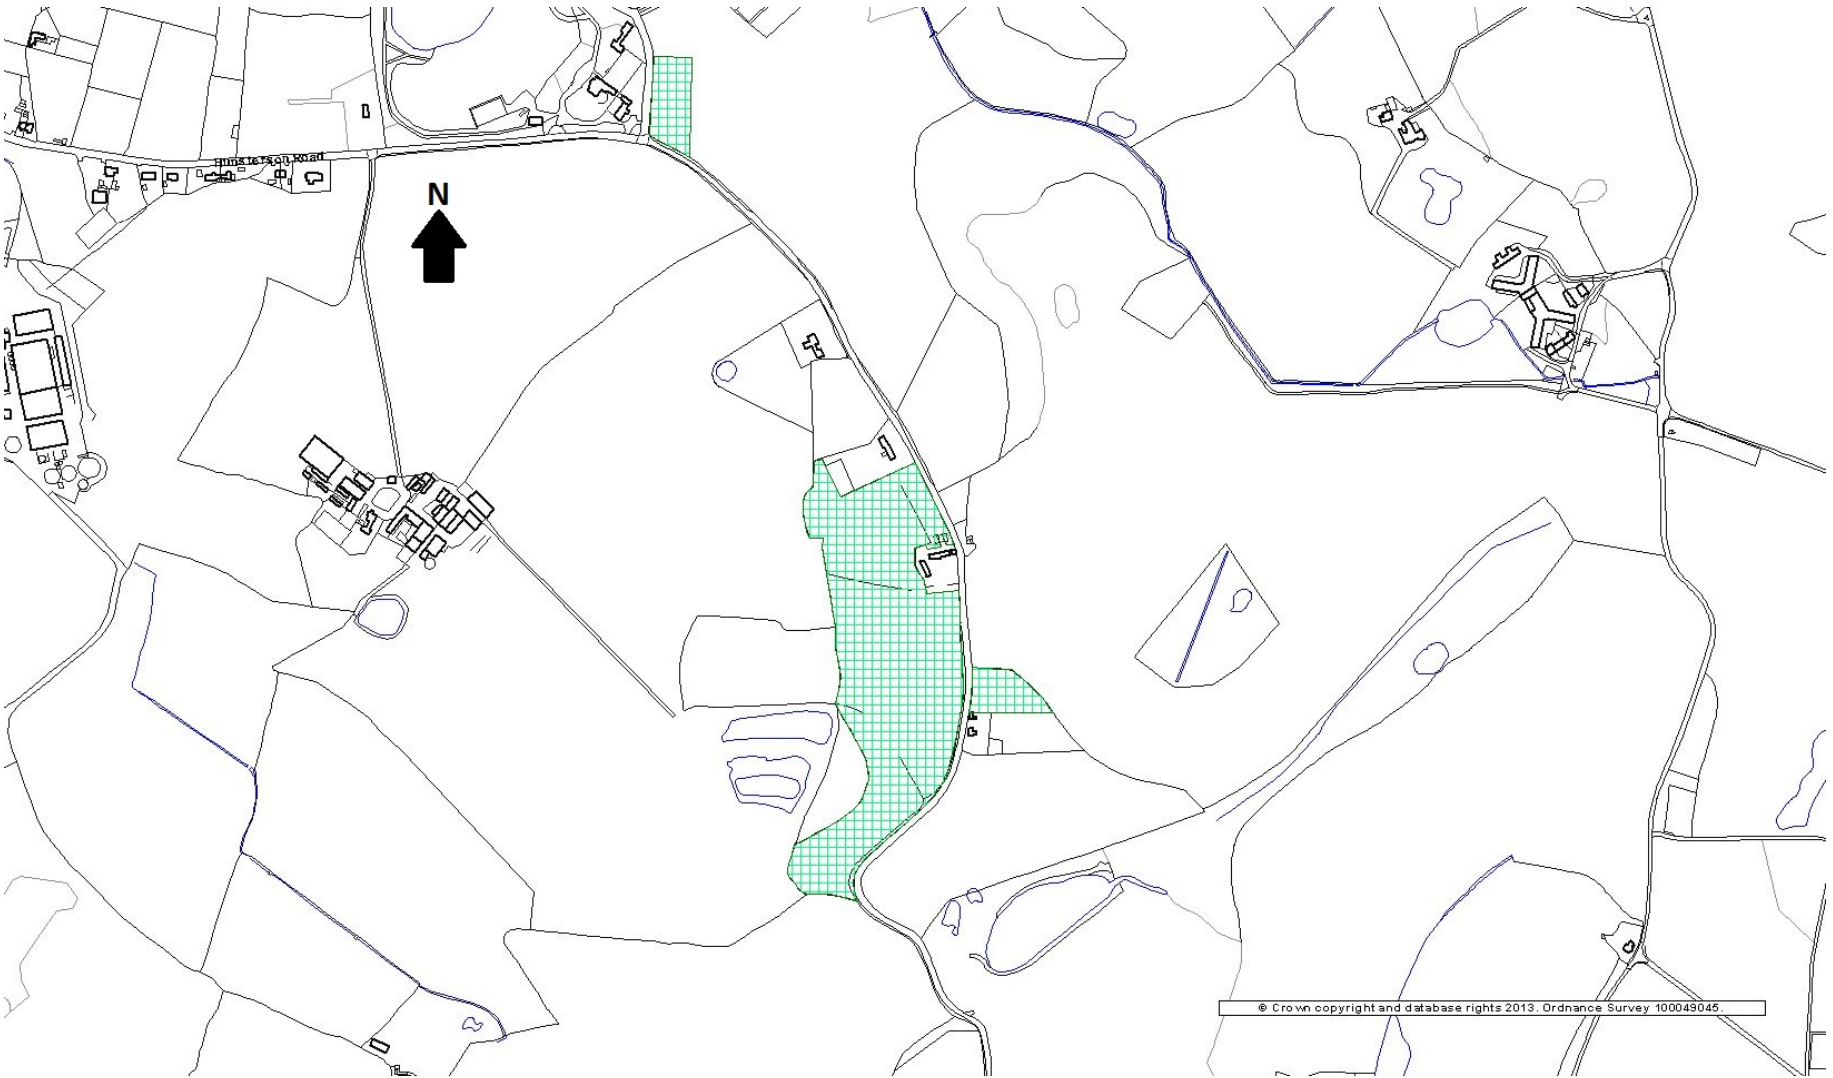 Hunsterson Road
N
© Crown copyright and database rights 2013. Ordnance Survey 100049045.